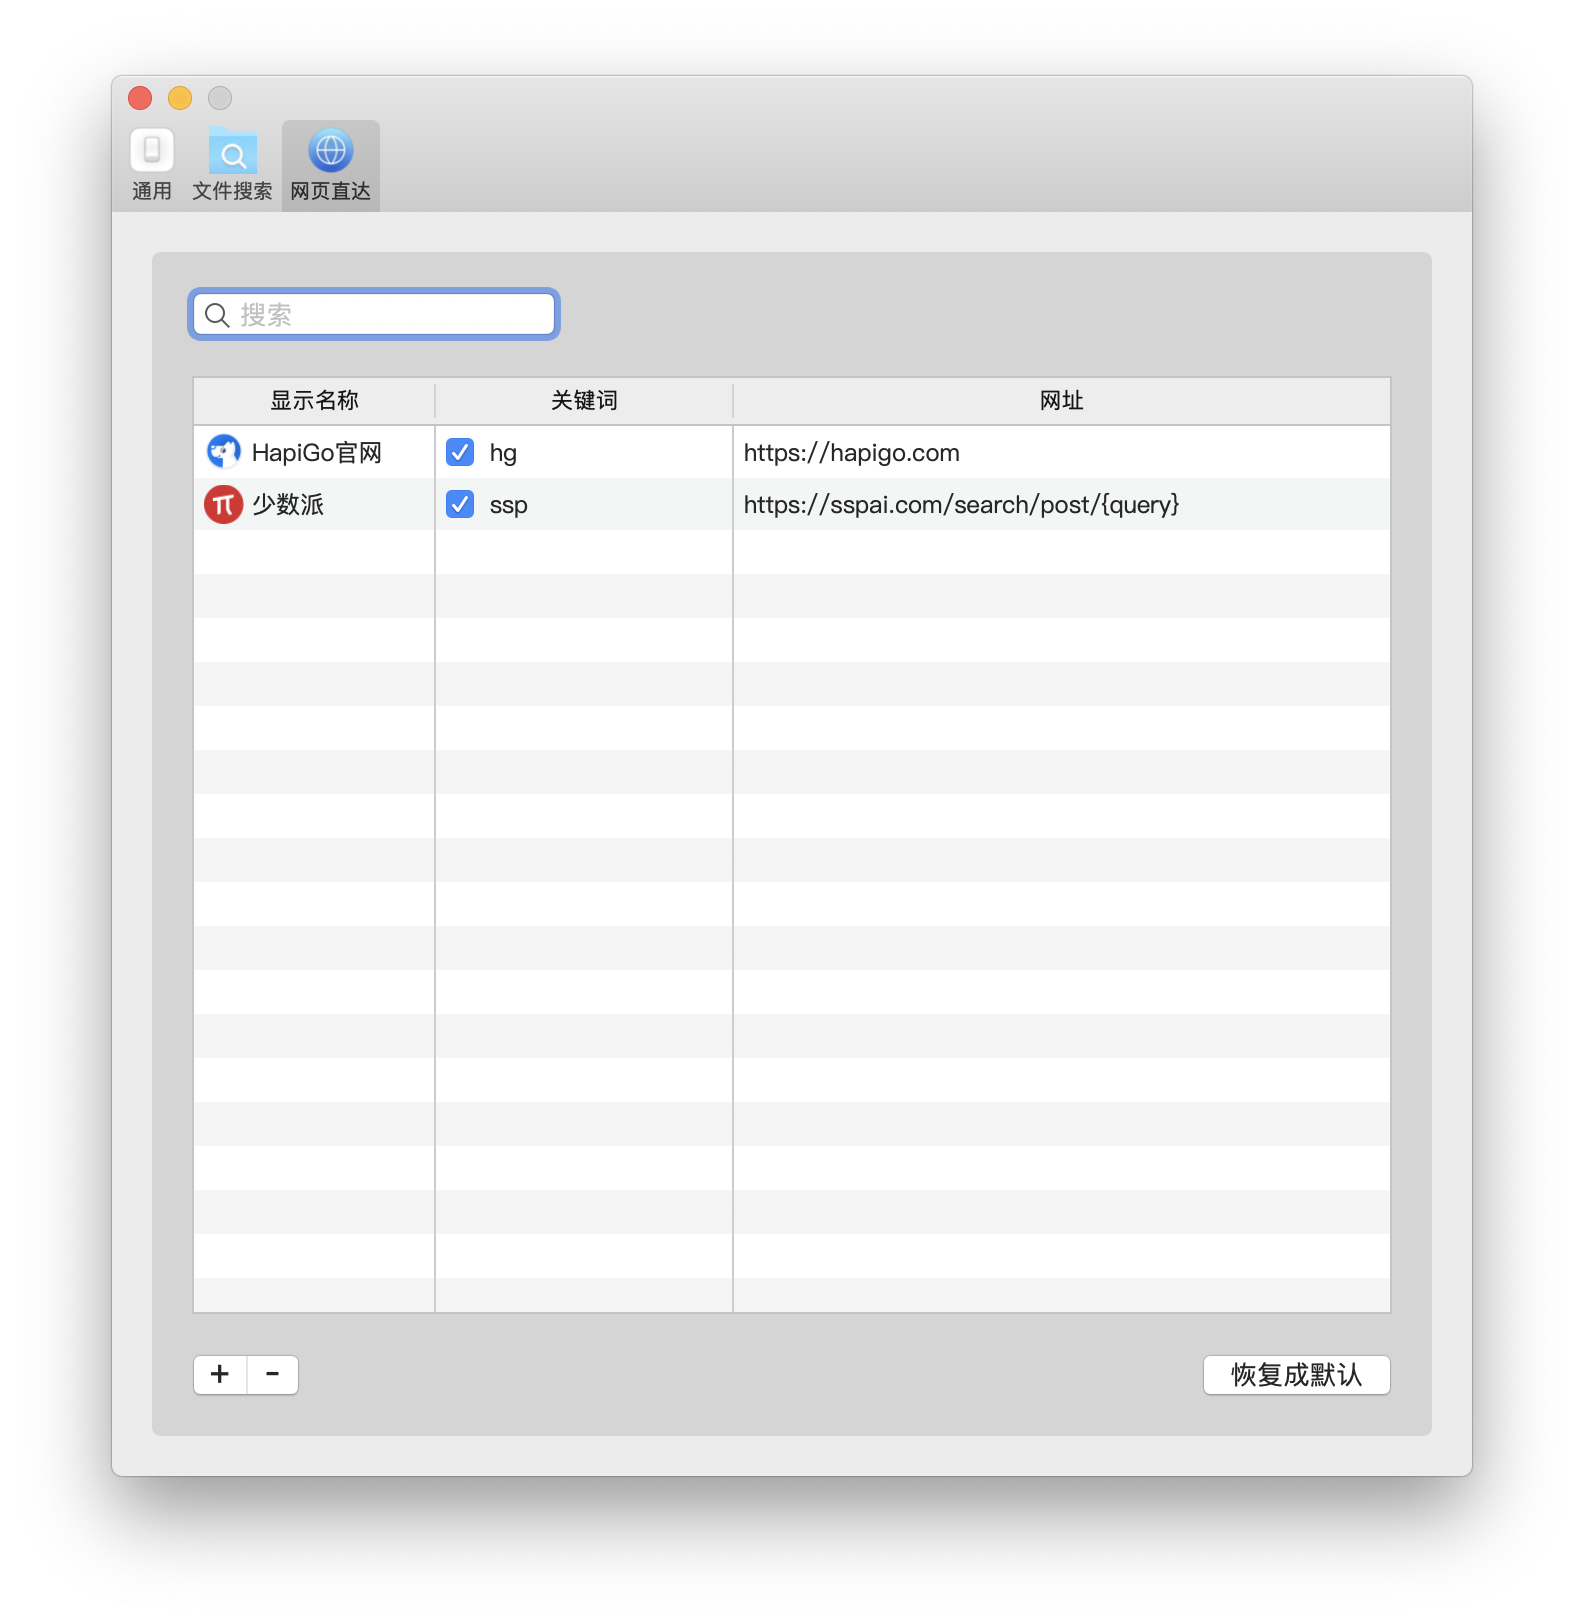 通用 文件搜索 网页直达
搜索
显示名称 关键词 网址
HapiGo官网 hg https://hapigo.com
少数派 ssp https://sspai.com/search/post/{query}
+ - 恢复成默认